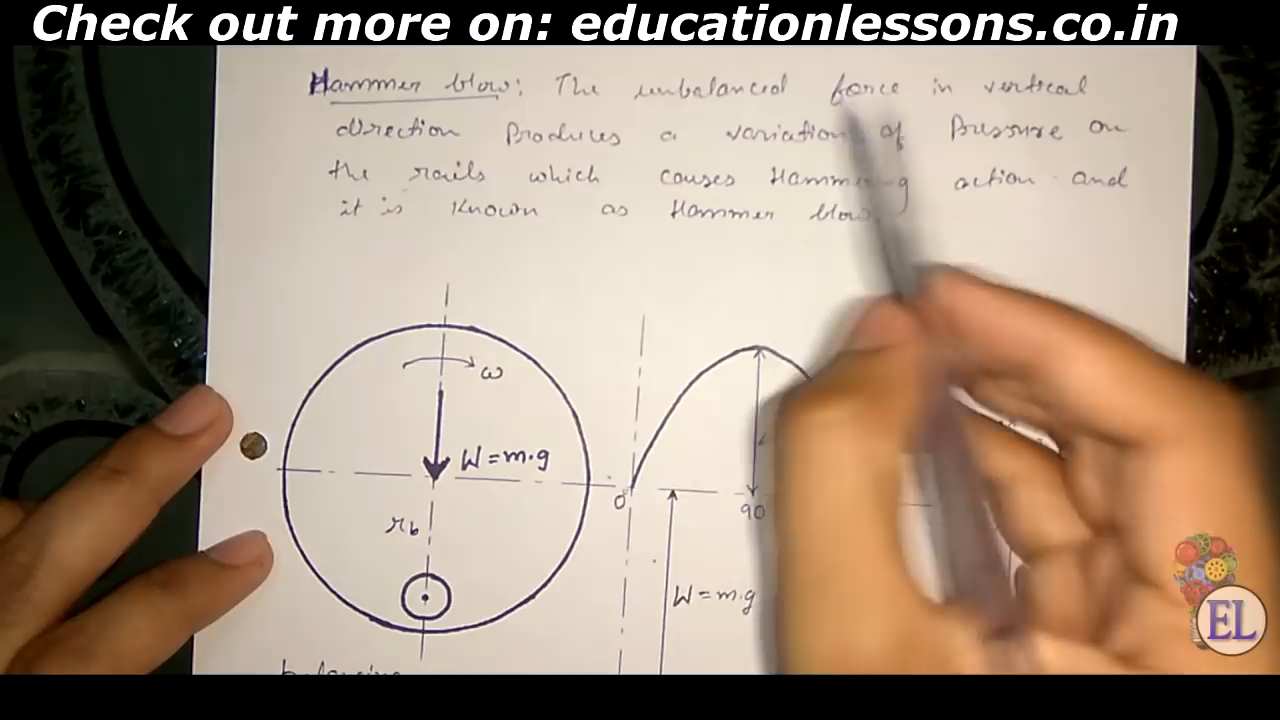 Check out more on: educationlessons.co.in
Hammer blow: The unbalanced force in vertical
direction Produces a variation of Pressure on
the rails which causes Hammering action and
it is Known as Hammer blow
ω
W = m·g
r_b
0
90
W = m·g
balancing
EL